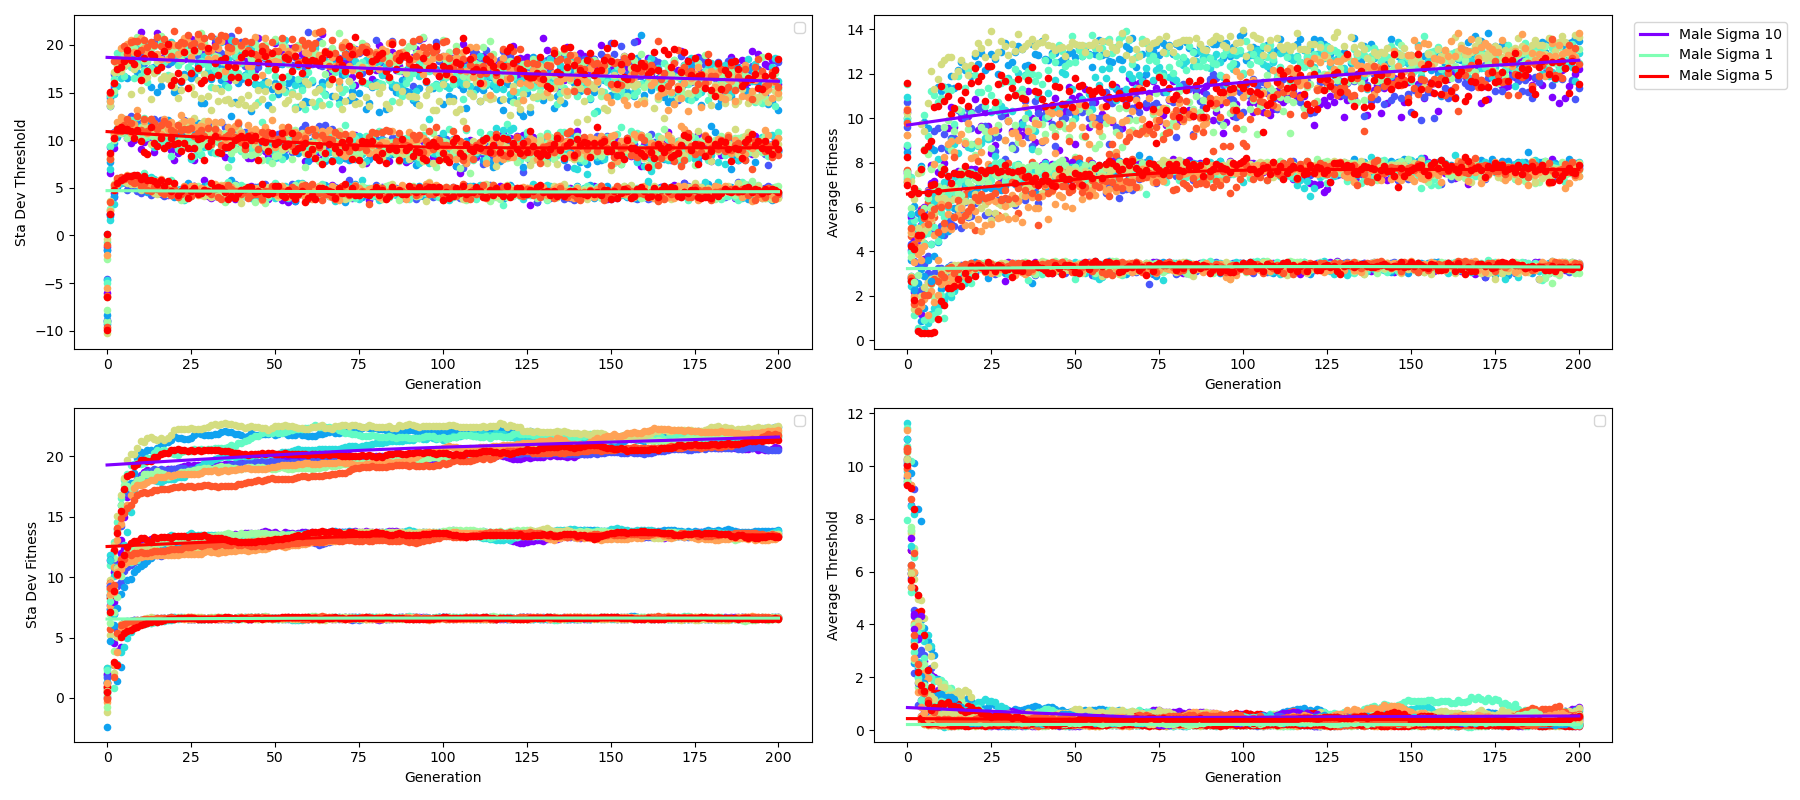 20
15
10
5
0
−5
−10
Sta Dev Threshold
0 25 50 75 100 125 150 175 200
Generation
14
12
10
8
6
4
2
0
Average Fitness
0 25 50 75 100 125 150 175 200
Generation
Male Sigma 10
Male Sigma 1
Male Sigma 5
20
15
10
5
0
Sta Dev Fitness
0 25 50 75 100 125 150 175 200
Generation
12
10
8
6
4
2
0
Average Threshold
0 25 50 75 100 125 150 175 200
Generation